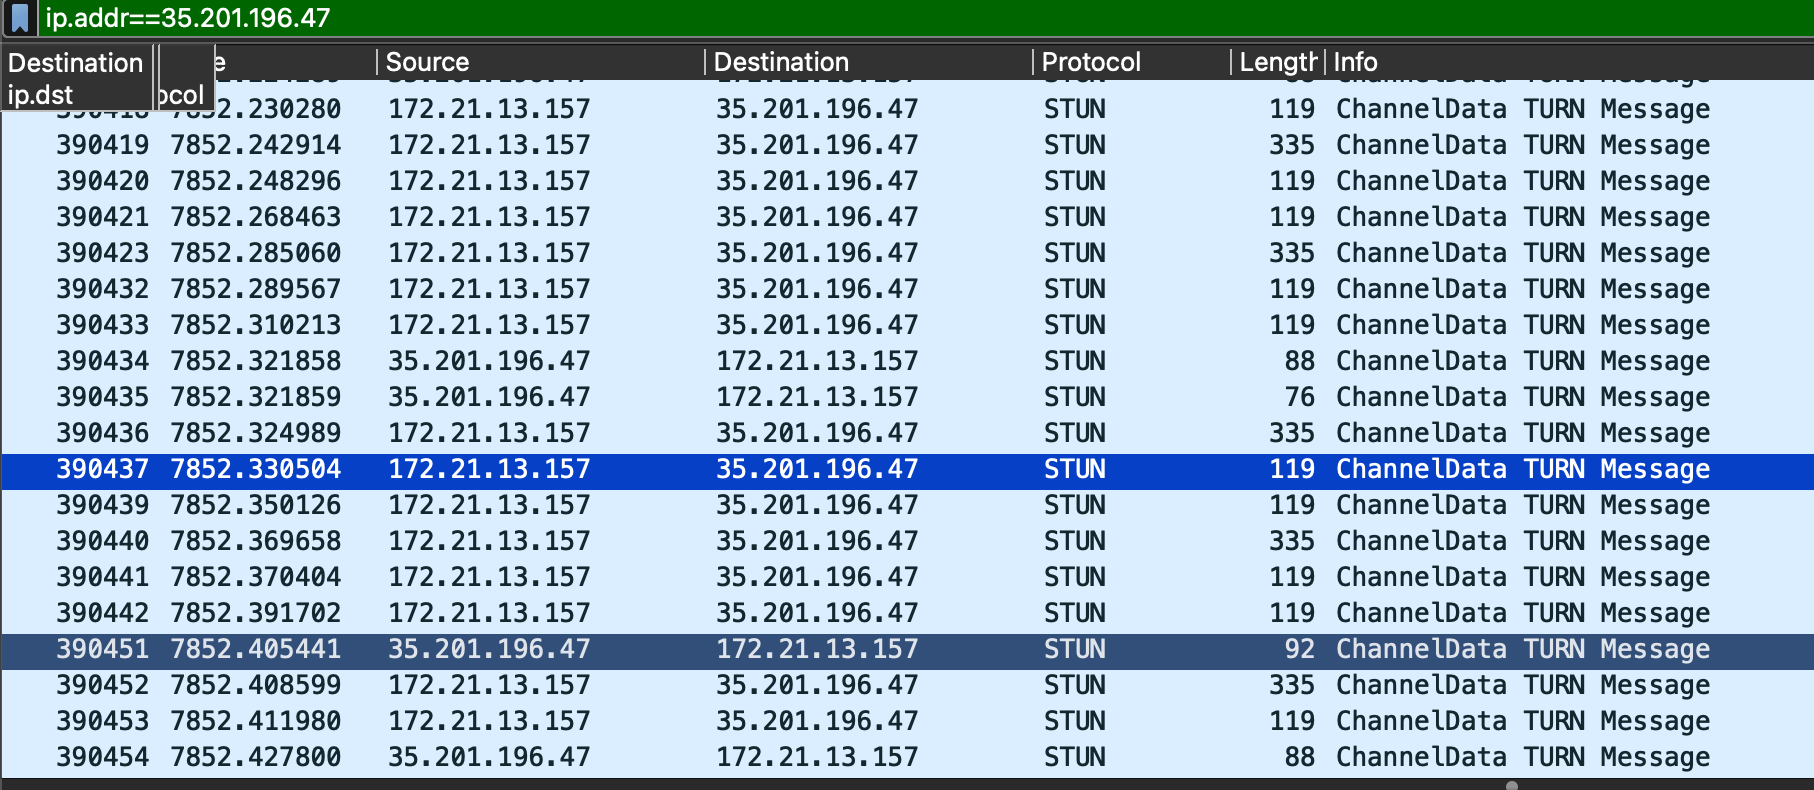 ip.addr==35.201.196.47
Destination
ip.dst
ocol
e Source Destination Protocol Length Info
390418 7852.230280 172.21.13.157 35.201.196.47 STUN 119 ChannelData TURN Message
390419 7852.242914 172.21.13.157 35.201.196.47 STUN 335 ChannelData TURN Message
390420 7852.248296 172.21.13.157 35.201.196.47 STUN 119 ChannelData TURN Message
390421 7852.268463 172.21.13.157 35.201.196.47 STUN 119 ChannelData TURN Message
390423 7852.285060 172.21.13.157 35.201.196.47 STUN 335 ChannelData TURN Message
390432 7852.289567 172.21.13.157 35.201.196.47 STUN 119 ChannelData TURN Message
390433 7852.310213 172.21.13.157 35.201.196.47 STUN 119 ChannelData TURN Message
390434 7852.321858 35.201.196.47 172.21.13.157 STUN 88 ChannelData TURN Message
390435 7852.321859 35.201.196.47 172.21.13.157 STUN 76 ChannelData TURN Message
390436 7852.324989 172.21.13.157 35.201.196.47 STUN 335 ChannelData TURN Message
390437 7852.330504 172.21.13.157 35.201.196.47 STUN 119 ChannelData TURN Message
390439 7852.350126 172.21.13.157 35.201.196.47 STUN 119 ChannelData TURN Message
390440 7852.369658 172.21.13.157 35.201.196.47 STUN 335 ChannelData TURN Message
390441 7852.370404 172.21.13.157 35.201.196.47 STUN 119 ChannelData TURN Message
390442 7852.391702 172.21.13.157 35.201.196.47 STUN 119 ChannelData TURN Message
390451 7852.405441 35.201.196.47 172.21.13.157 STUN 92 ChannelData TURN Message
390452 7852.408599 172.21.13.157 35.201.196.47 STUN 335 ChannelData TURN Message
390453 7852.411980 172.21.13.157 35.201.196.47 STUN 119 ChannelData TURN Message
390454 7852.427800 35.201.196.47 172.21.13.157 STUN 88 ChannelData TURN Message